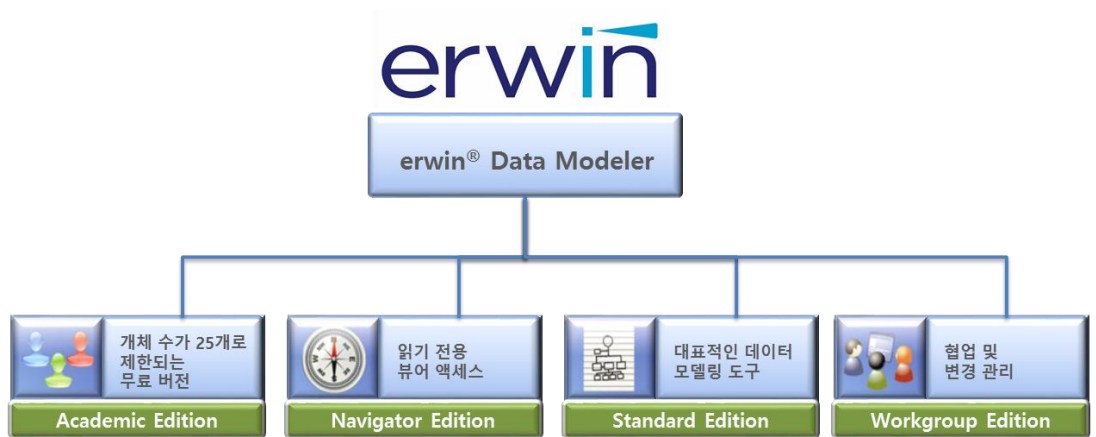 erwin
erwin® Data Modeler
개체 수가 25개로
제한되는
무료 버전
Academic Edition
읽기 전용
뷰어 액세스
Navigator Edition
대표적인 데이터
모델링 도구
Standard Edition
협업 및
변경 관리
Workgroup Edition